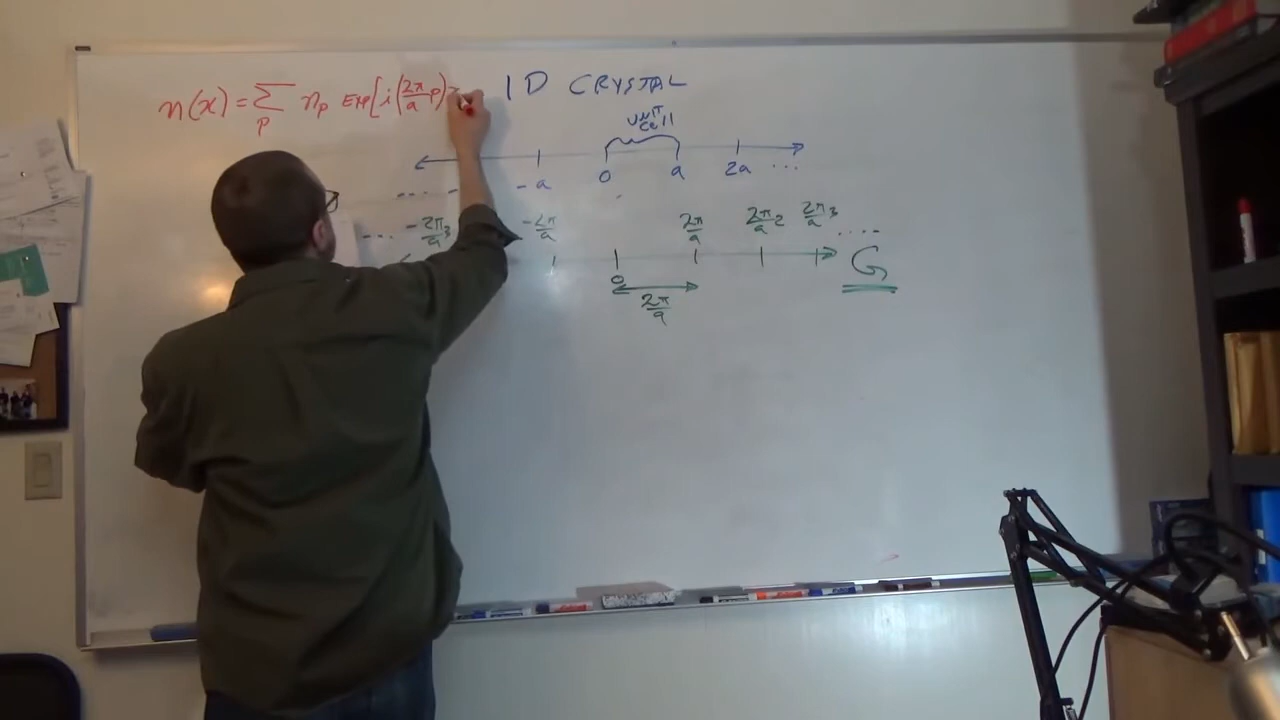 n(x) = Σ_p n_p EXP[i(2π/a p)x
1D CRYSTAL
UNIT
Cell
-a 0 a 2a ...
.... -2π/a 3 -2π/a 2π/a 2π/a 2 2π/a 3 ....
0
G
2π/a